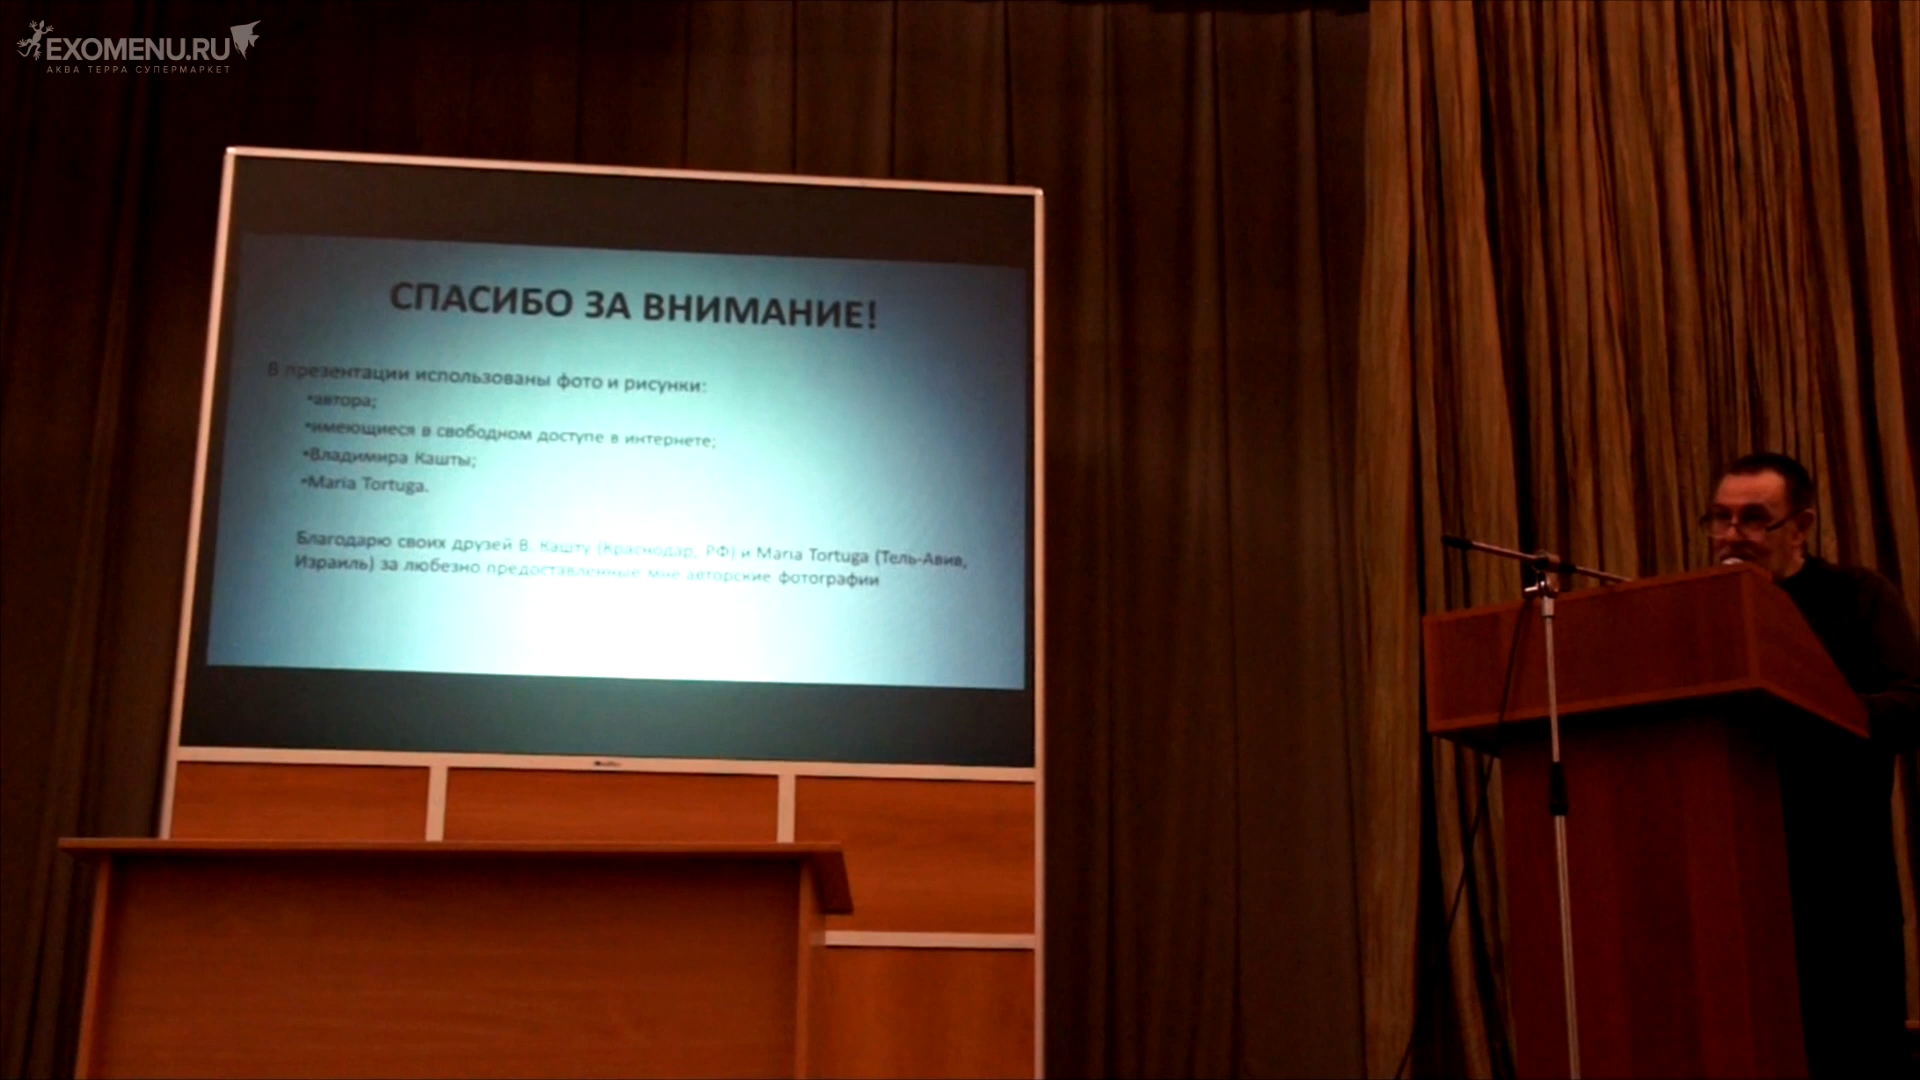 EXOMENU.RU
АКВА ТЕРРА СУПЕРМАРКЕТ
СПАСИБО ЗА ВНИМАНИЕ!
В презентации использованы фото и рисунки:
•автора;
•имеющиеся в свободном доступе в интернете;
•Владимира Кашты;
•Maria Tortuga.
Благодарю своих друзей В. Кашту (Краснодар, РФ) и Maria Tortuga (Тель-Авив,
Израиль) за любезно предоставленные мне авторские фотографии